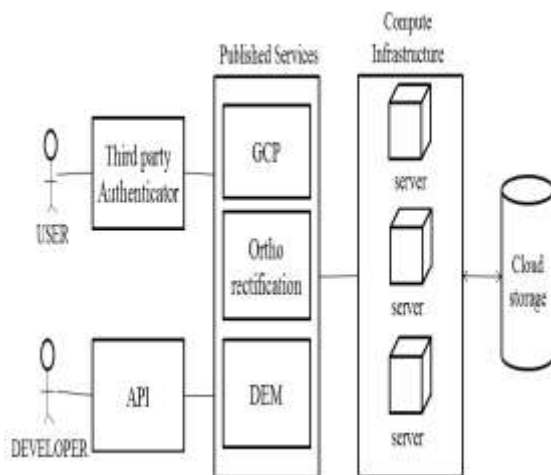 Published Services
Compute
Infrastructure
Third party
Authenticator
USER
GCP
server
Ortho
rectification
server
Cloud
storage
API
DEVELOPER
DEM
server